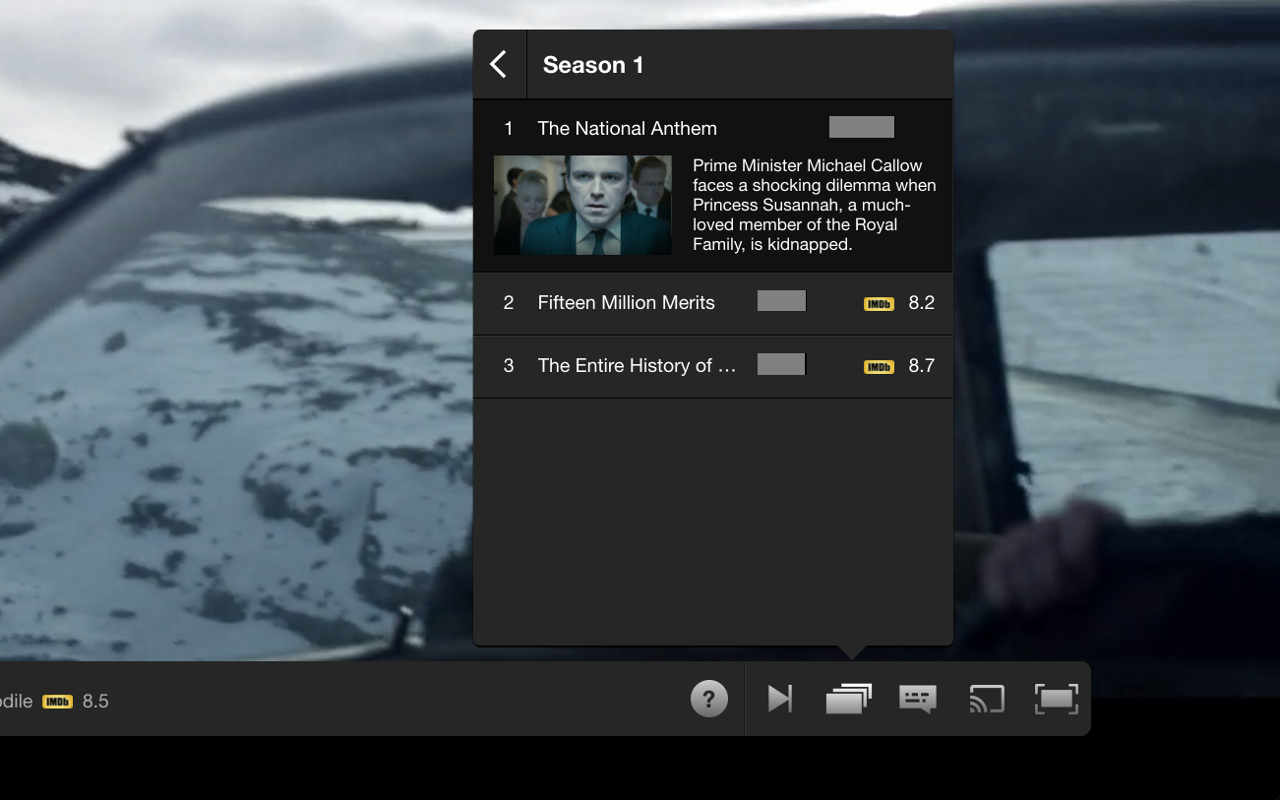 Season 1
1 The National Anthem
Prime Minister Michael Callow
faces a shocking dilemma when
Princess Susannah, a much-
loved member of the Royal
Family, is kidnapped.
2 Fifteen Million Merits IMDb 8.2
3 The Entire History of … IMDb 8.7
odile IMDb 8.5 ?